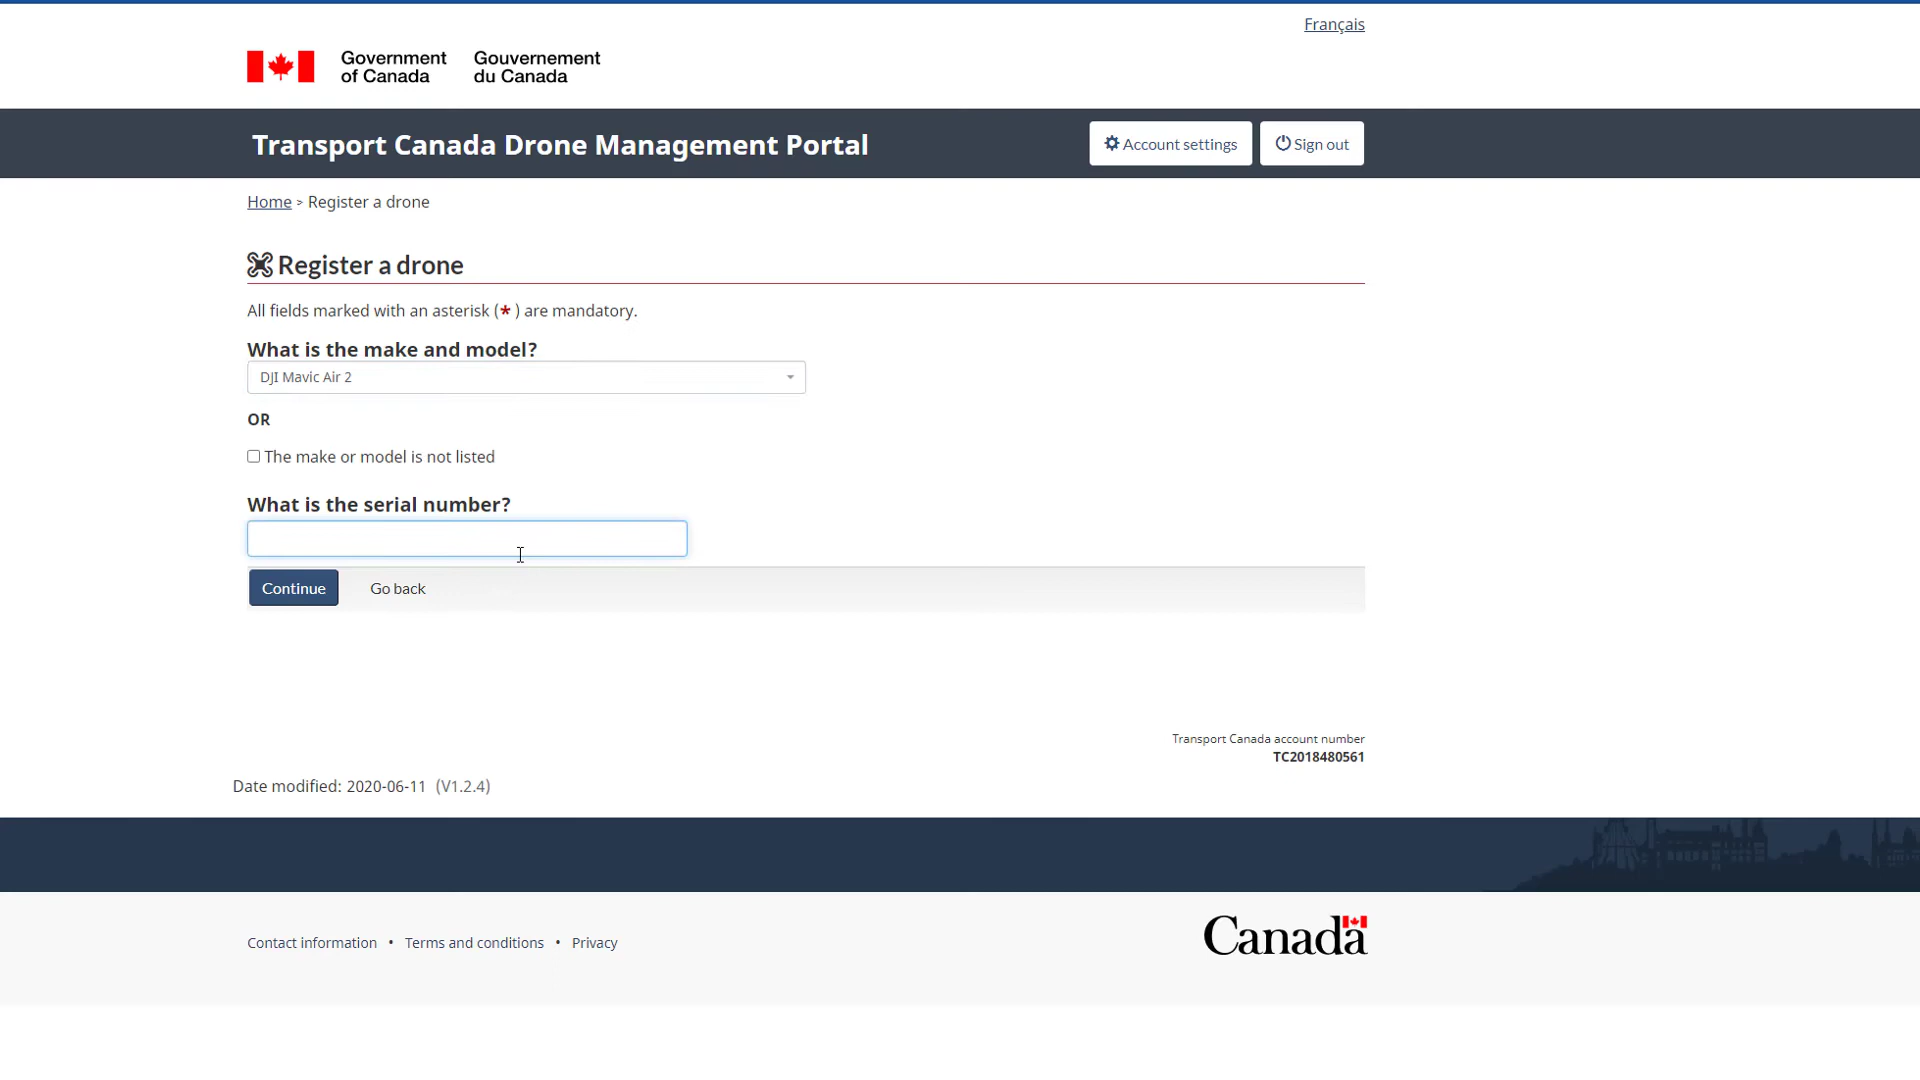 Français
Government
of Canada
Gouvernement
du Canada
Transport Canada Drone Management Portal
Account settings
Sign out
Home > Register a drone
Register a drone
All fields marked with an asterisk (* ) are mandatory.
What is the make and model?
DJI Mavic Air 2
OR
The make or model is not listed
What is the serial number?
Continue
Go back
Transport Canada account number
TC2018480561
Date modified: 2020-06-11 (V1.2.4)
Contact information • Terms and conditions • Privacy
Canada